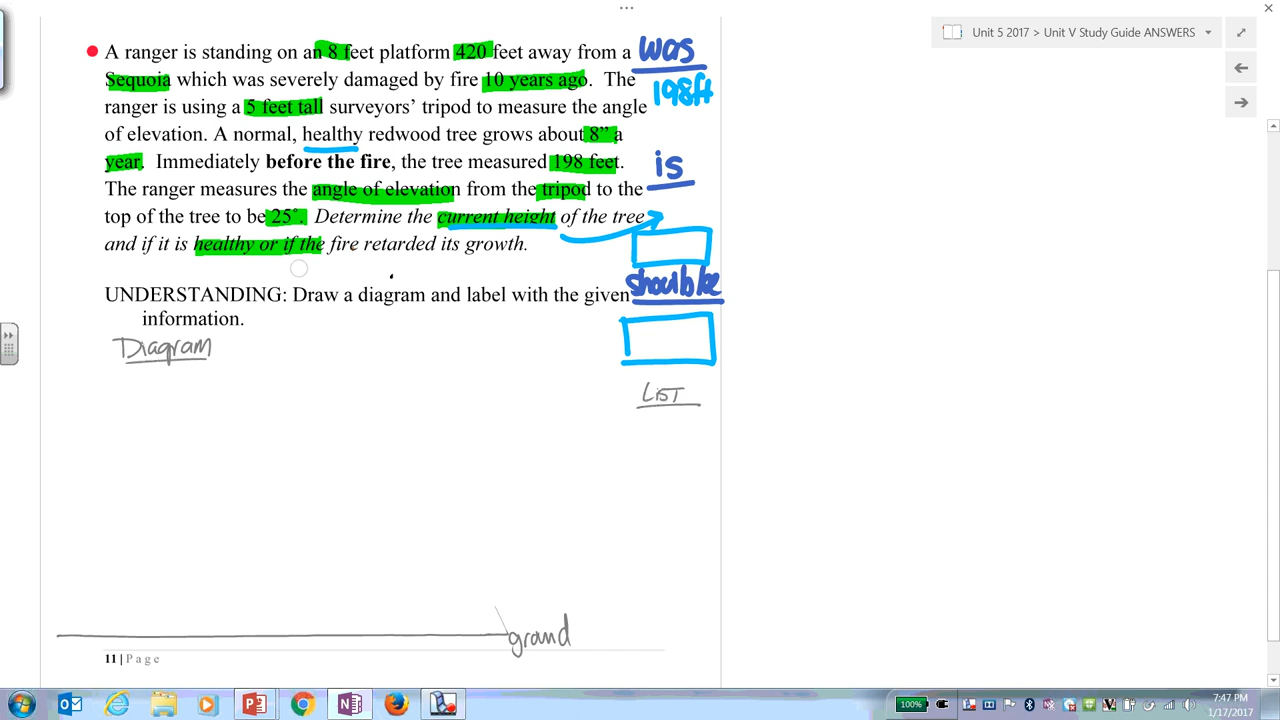 Unit 5 2017 > Unit V Study Guide ANSWERS
A ranger is standing on an 8 feet platform 420 feet away from a
Sequoia which was severely damaged by fire 10 years ago. The
ranger is using a 5 feet tall surveyors' tripod to measure the angle
of elevation. A normal, healthy redwood tree grows about 8” a
year. Immediately before the fire, the tree measured 198 feet.
The ranger measures the angle of elevation from the tripod to the
top of the tree to be 25°. Determine the current height of the tree
and if it is healthy or if the fire retarded its growth.
was
198ft
is
should be
UNDERSTANDING: Draw a diagram and label with the given
information.
Diagram
LIST
grand
11 | Page
100%
7:47 PM
1/17/2017